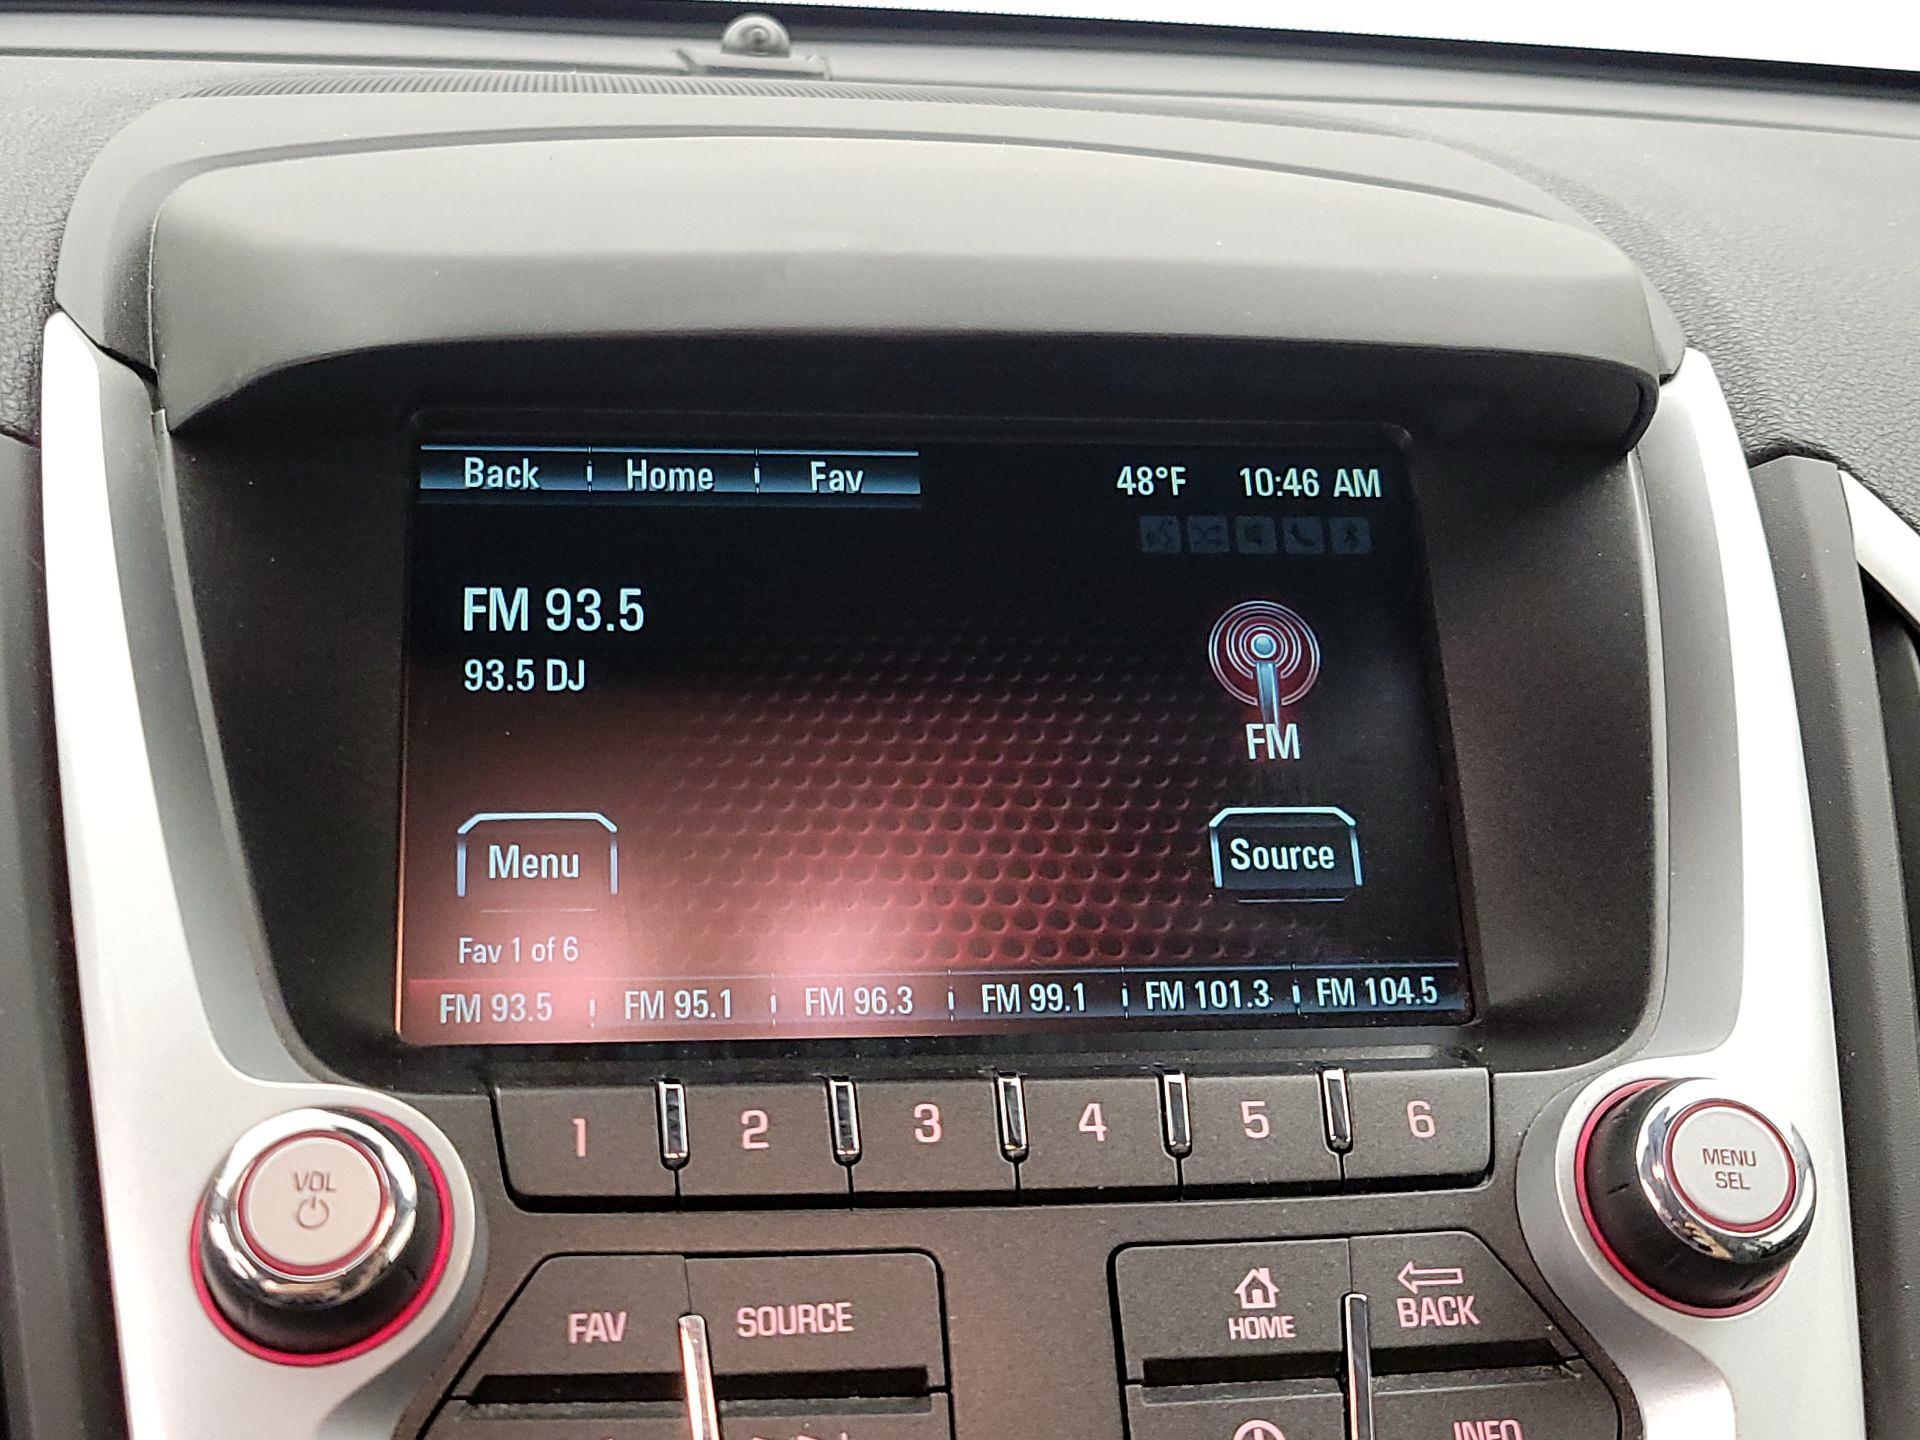 Back Home Fav 48°F 10:46 AM
FM 93.5
93.5 DJ
FM
Menu Source
Fav 1 of 6
FM 93.5 FM 95.1 FM 96.3 FM 99.1 FM 101.3 FM 104.5
1 2 3 4 5 6
VOL
MENU
SEL
FAV SOURCE
HOME BACK
INFO